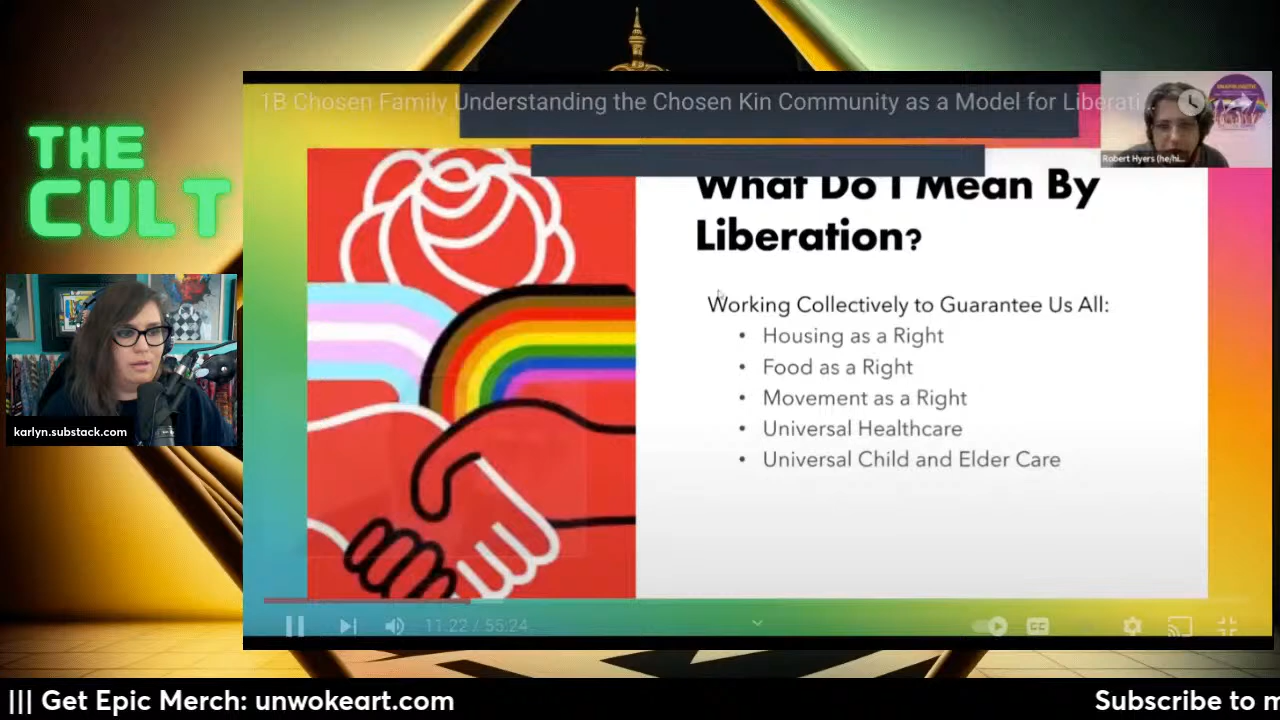 1B Chosen Family Understanding the Chosen Kin Community as a Model for Liberati...
THE
CULT
Robert Hyers (he/hi...
What Do I Mean By
Liberation?
Working Collectively to Guarantee Us All:
• Housing as a Right
• Food as a Right
• Movement as a Right
• Universal Healthcare
• Universal Child and Elder Care
karlyn.substack.com
11:22 / 55:24
CC
||| Get Epic Merch: unwokeart.com
Subscribe to m